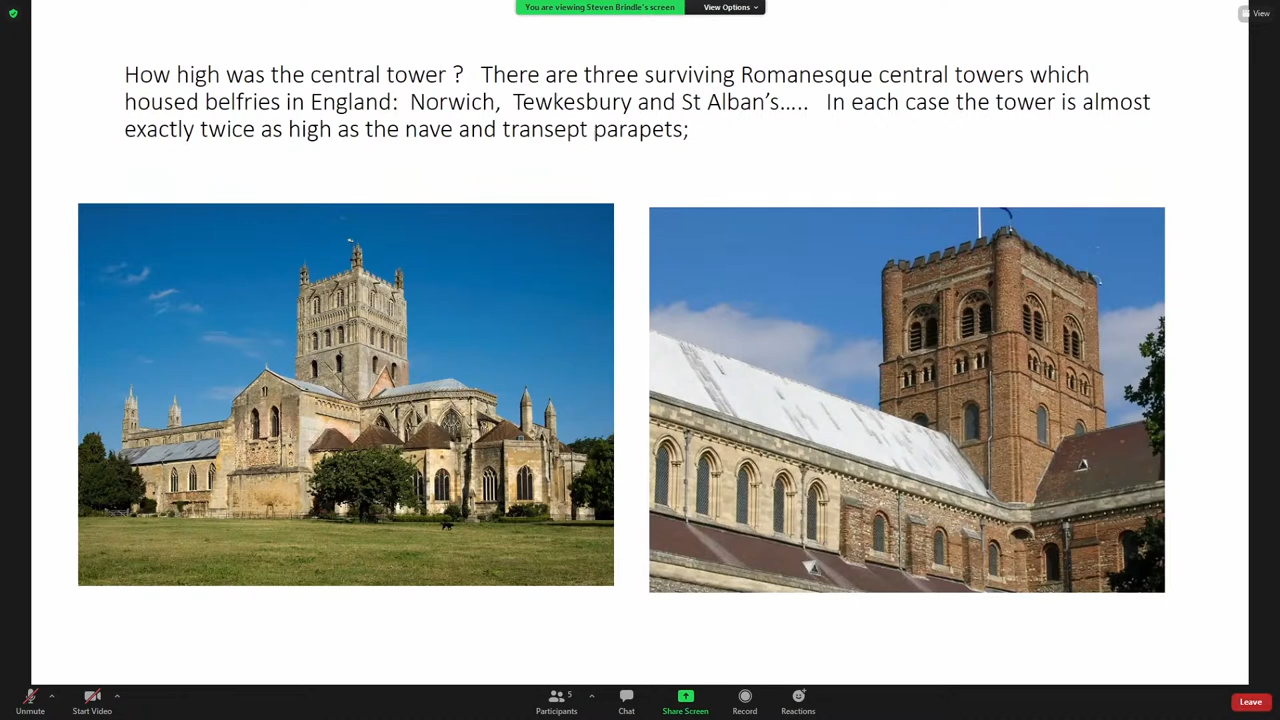 You are viewing Steven Brindle's screen
View Options
View
How high was the central tower ? There are three surviving Romanesque central towers which
housed belfries in England: Norwich, Tewkesbury and St Alban’s….. In each case the tower is almost
exactly twice as high as the nave and transept parapets;
Unmute
Start Video
5
Participants
Chat
Share Screen
Record
Reactions
Leave